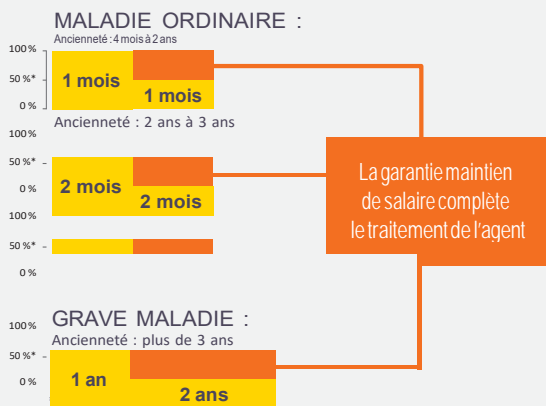 MALADIE ORDINAIRE :
Ancienneté : 4 mois à 2 ans
100 %
50 %*
0 %
1 mois
1 mois
Ancienneté : 2 ans à 3 ans
100 %
50 %*
0 %
2 mois
2 mois
100 %
50 %*
0 %
La garantie maintien
de salaire complète
le traitement de l'agent
GRAVE MALADIE :
Ancienneté : plus de 3 ans
100 %
50 %*
0 %
1 an
2 ans